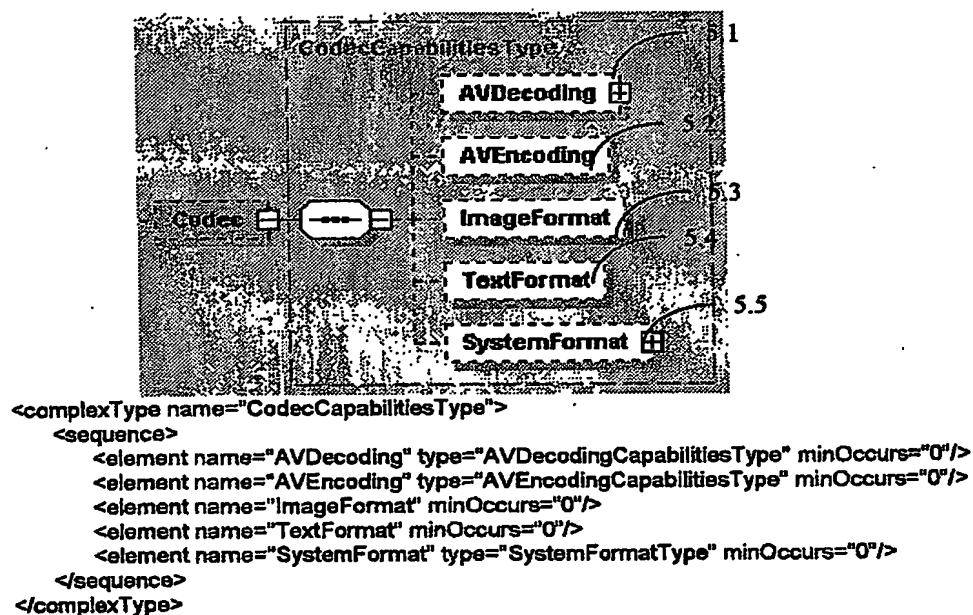 CodecCapabilitiesType
5.1
AVDecoding
5.2
AVEncoding
5.3
ImageFormat
Codec
5.4
TextFormat
5.5
SystemFormat
<complexType name="CodecCapabilitiesType">
<sequence>
<element name="AVDecoding" type="AVDecodingCapabilitiesType" minOccurs="0"/>
<element name="AVEncoding" type="AVEncodingCapabilitiesType" minOccurs="0"/>
<element name="ImageFormat" minOccurs="0"/>
<element name="TextFormat" minOccurs="0"/>
<element name="SystemFormat" type="SystemFormatType" minOccurs="0"/>
</sequence>
</complexType>